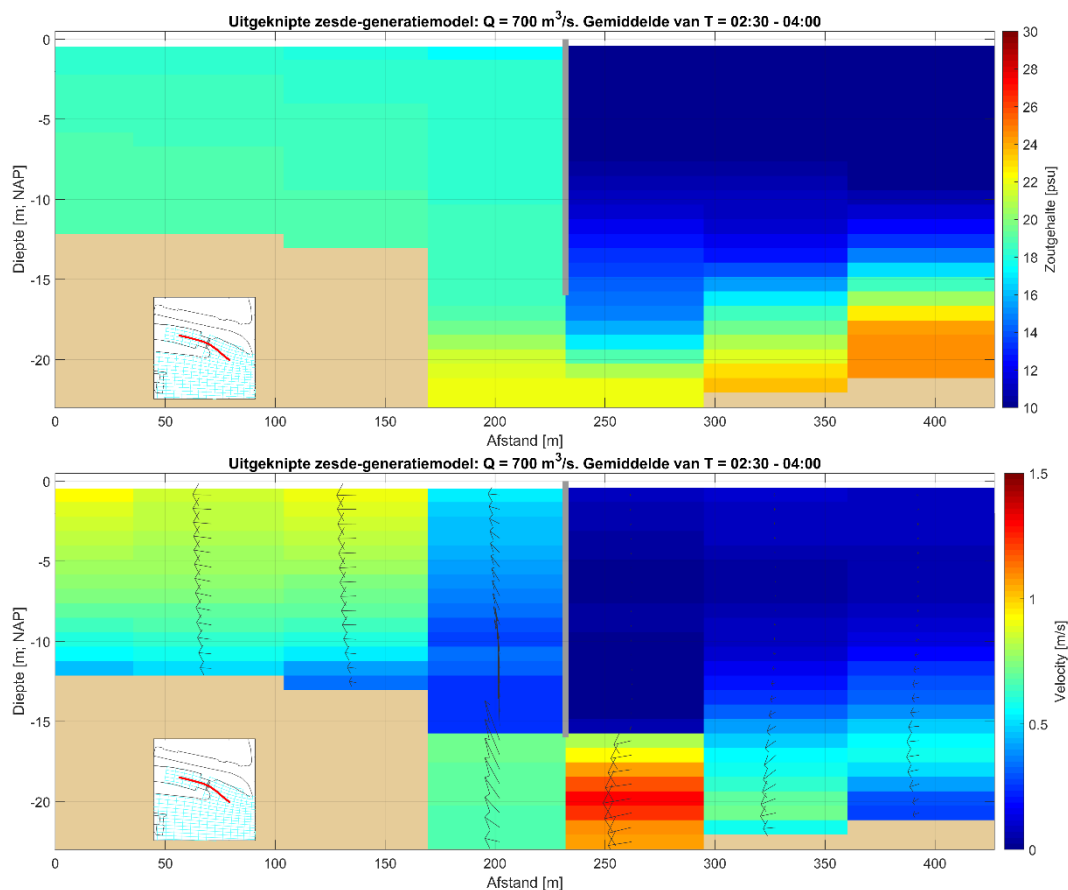 Uitgeknipte zesde-generatiemodel: Q = 700 m³/s. Gemiddelde van T = 02:30 - 04:00
0
-5
-10
-15
-20
Diepte [m; NAP]
0 50 100 150 200 250 300 350 400
Afstand [m]
30
28
26
24
22
20
18
16
14
12
10
Zoutgehalte [psu]
Uitgeknipte zesde-generatiemodel: Q = 700 m³/s. Gemiddelde van T = 02:30 - 04:00
0
-5
-10
-15
-20
Diepte [m; NAP]
0 50 100 150 200 250 300 350 400
Afstand [m]
1.5
1
0.5
0
Velocity [m/s]